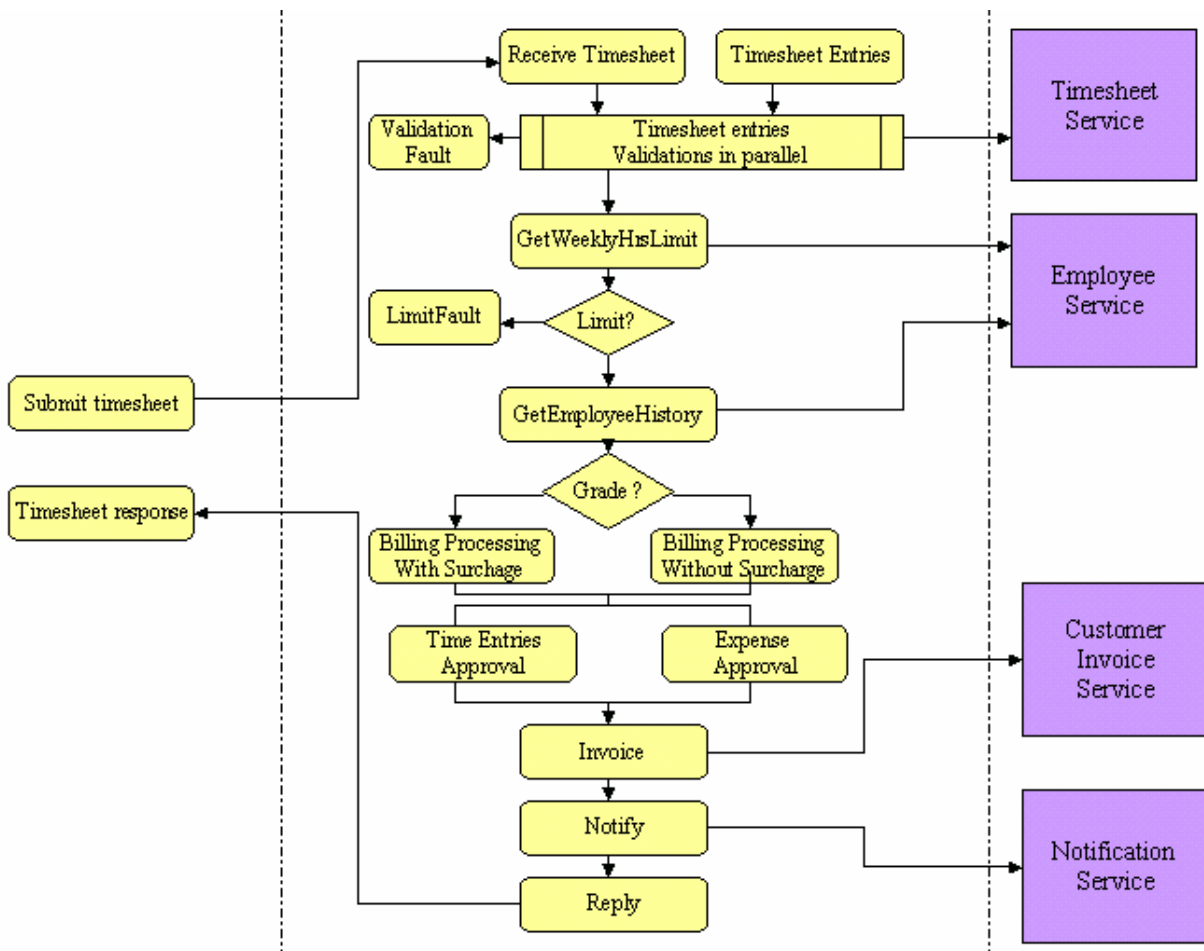 Receive Timesheet
Timesheet Entries
Timesheet
Service
Validation
Fault
Timesheet entries
Validations in parallel
GetWeeklyHrsLimit
Employee
Service
LimitFault
Limit?
Submit timesheet
GetEmployeeHistory
Grade ?
Timesheet response
Billing Processing
With Surchage
Billing Processing
Without Surcharge
Time Entries
Approval
Expense
Approval
Customer
Invoice
Service
Invoice
Notify
Notification
Service
Reply